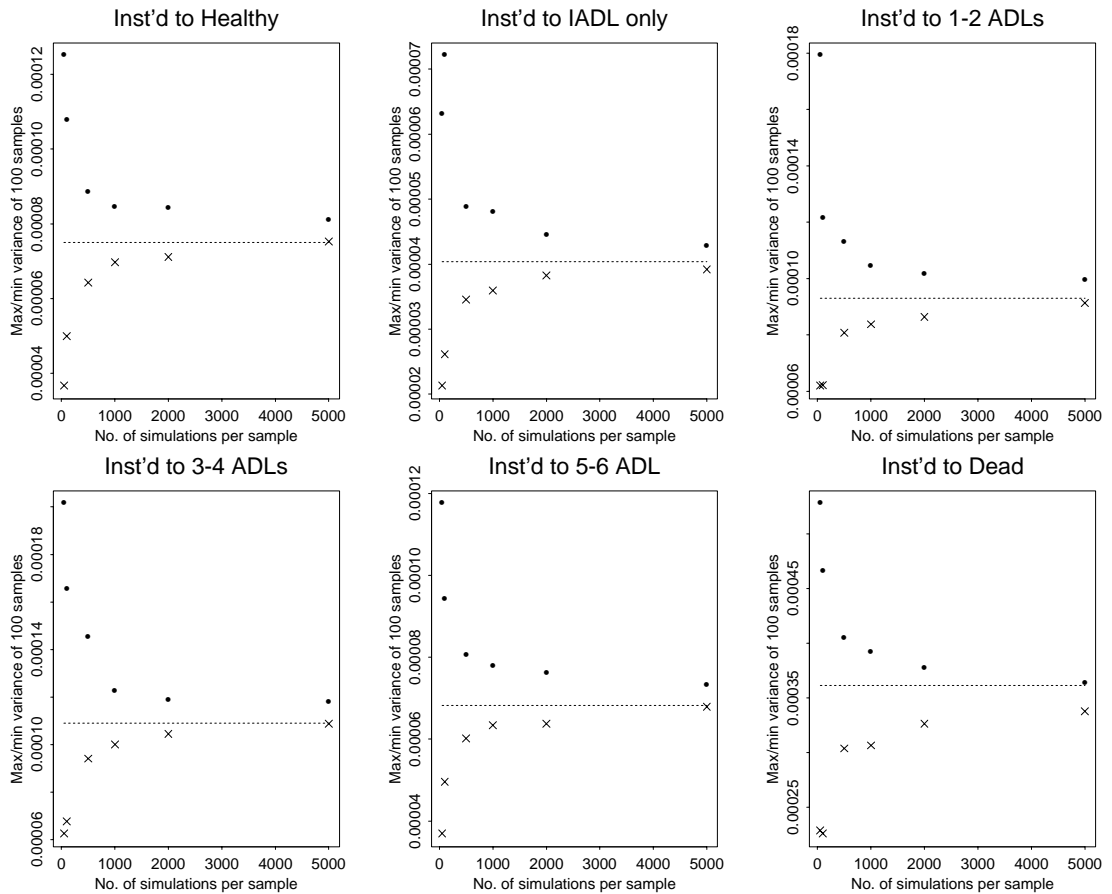 Inst'd to Healthy
Max/min variance of 100 samples
0.00012
0.00010
0.00008
0.00006
0.00004
0 1000 2000 3000 4000 5000
No. of simulations per sample
Inst'd to IADL only
Max/min variance of 100 samples
0.00007
0.00006
0.00005
0.00004
0.00003
0.00002
0 1000 2000 3000 4000 5000
No. of simulations per sample
Inst'd to 1-2 ADLs
Max/min variance of 100 samples
0.00018
0.00014
0.00010
0.00006
0 1000 2000 3000 4000 5000
No. of simulations per sample
Inst'd to 3-4 ADLs
Max/min variance of 100 samples
0.00018
0.00014
0.00010
0.00006
0 1000 2000 3000 4000 5000
No. of simulations per sample
Inst'd to 5-6 ADL
Max/min variance of 100 samples
0.00012
0.00010
0.00008
0.00006
0.00004
0 1000 2000 3000 4000 5000
No. of simulations per sample
Inst'd to Dead
Max/min variance of 100 samples
0.00045
0.00035
0.00025
0 1000 2000 3000 4000 5000
No. of simulations per sample